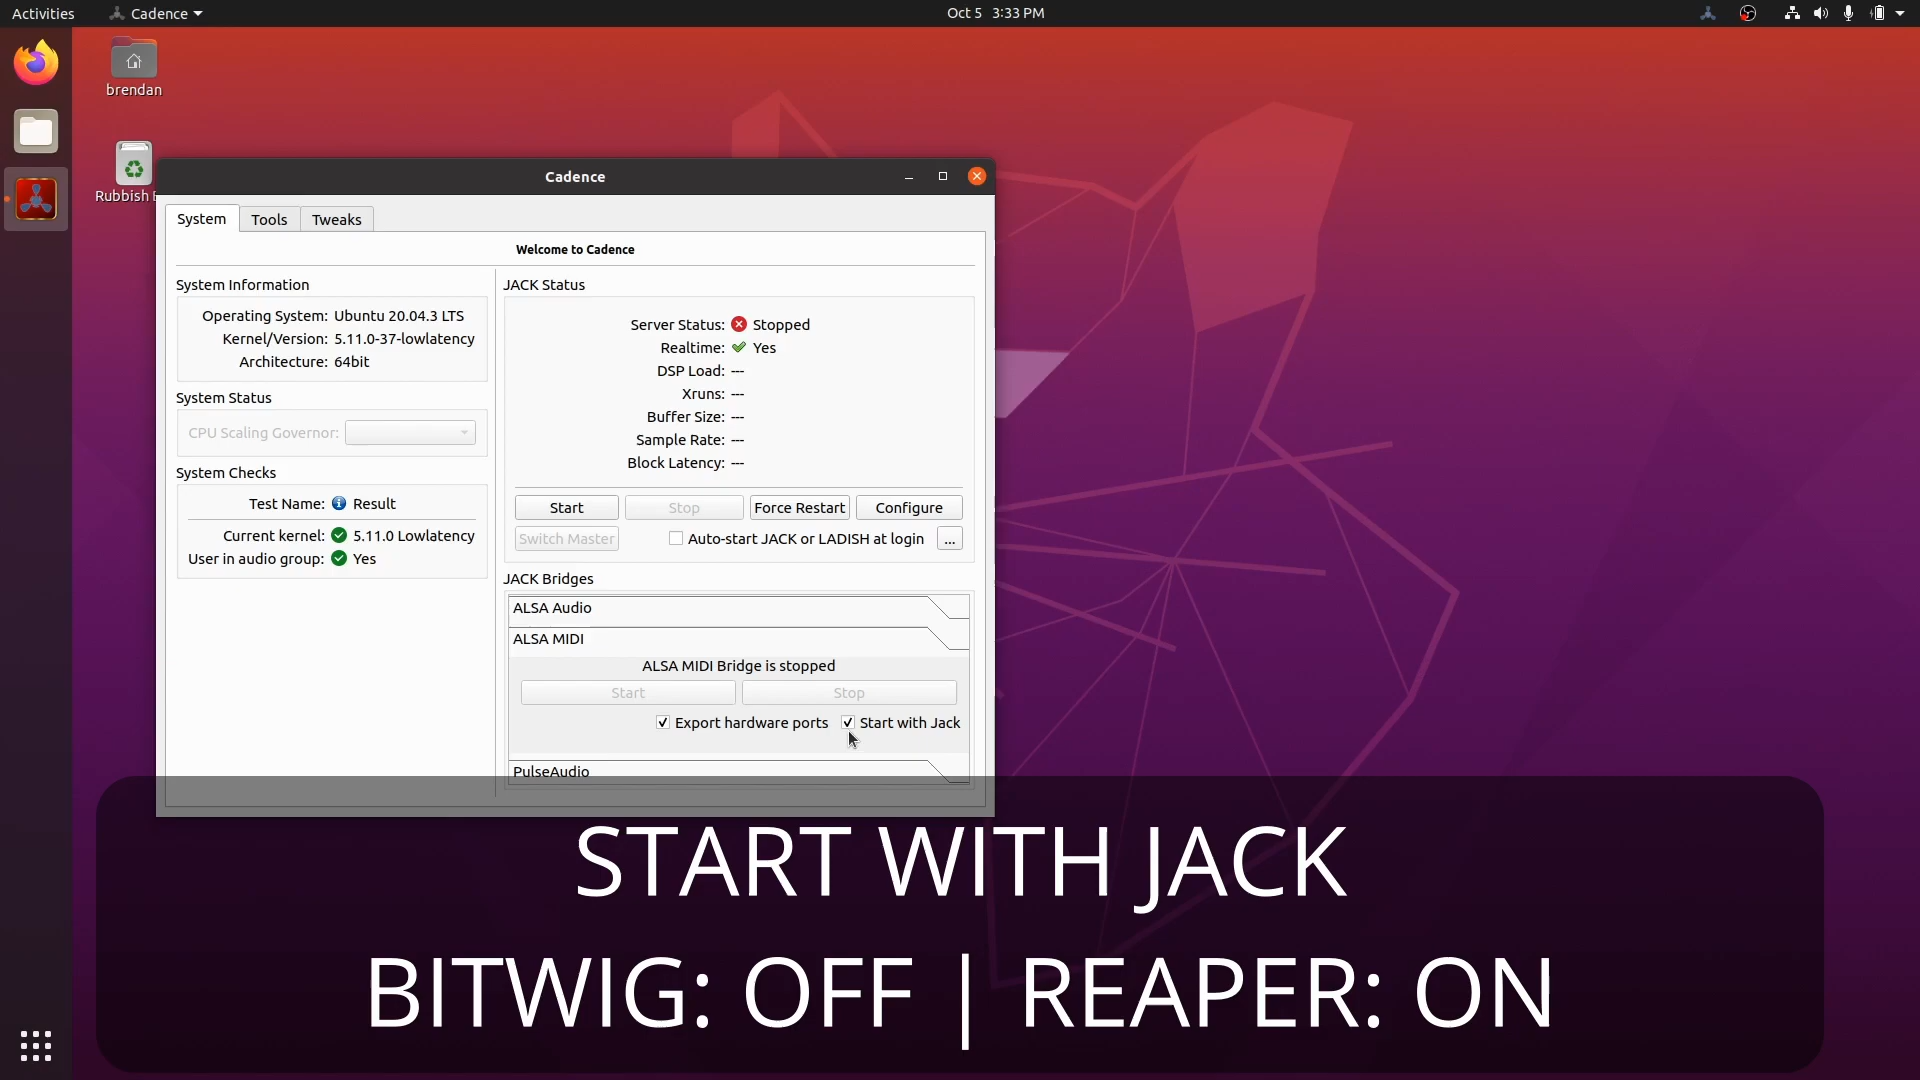 Activities
Cadence
Oct 5 3:33 PM
brendan
Rubbish
Cadence
System
Tools
Tweaks
Welcome to Cadence
System Information
Operating System: Ubuntu 20.04.3 LTS
Kernel/Version: 5.11.0-37-lowlatency
Architecture: 64bit
System Status
CPU Scaling Governor:
System Checks
Test Name: Result
Current kernel: 5.11.0 Lowlatency
User in audio group: Yes
JACK Status
Server Status: Stopped
Realtime: Yes
DSP Load: ---
Xruns: ---
Buffer Size: ---
Sample Rate: ---
Block Latency: ---
Start
Stop
Force Restart
Configure
Switch Master
Auto-start JACK or LADISH at login
...
JACK Bridges
ALSA Audio
ALSA MIDI
ALSA MIDI Bridge is stopped
Start
Stop
Export hardware ports
Start with Jack
PulseAudio
START WITH JACK
BITWIG: OFF | REAPER: ON